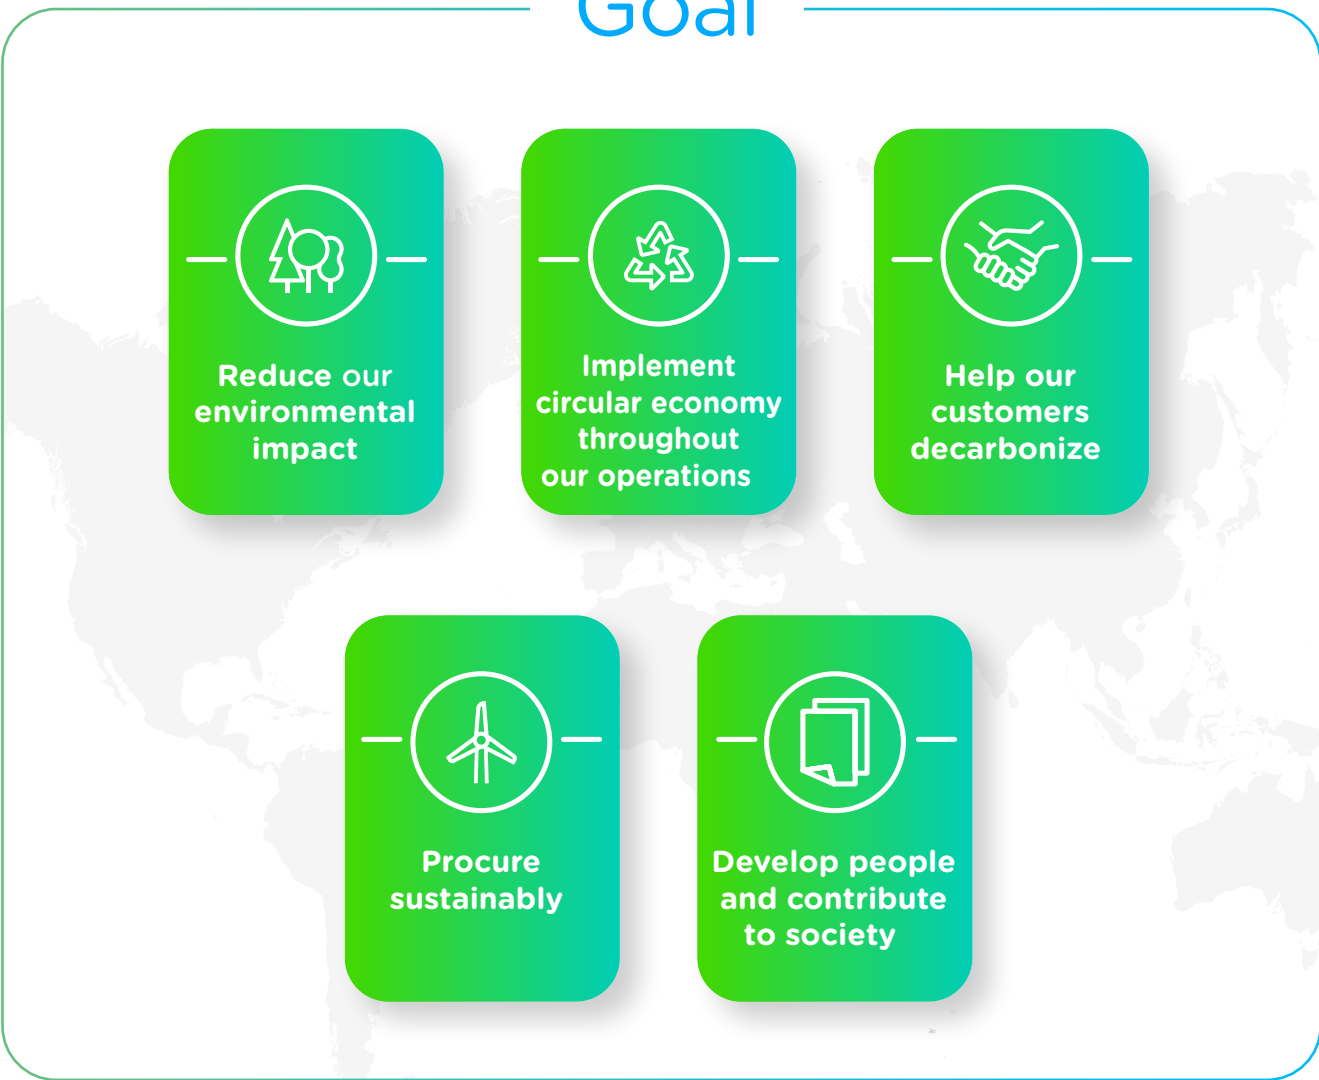 Goal
Reduce our
environmental
impact
Implement
circular economy
throughout
our operations
Help our
customers
decarbonize
Procure
sustainably
Develop people
and contribute
to society